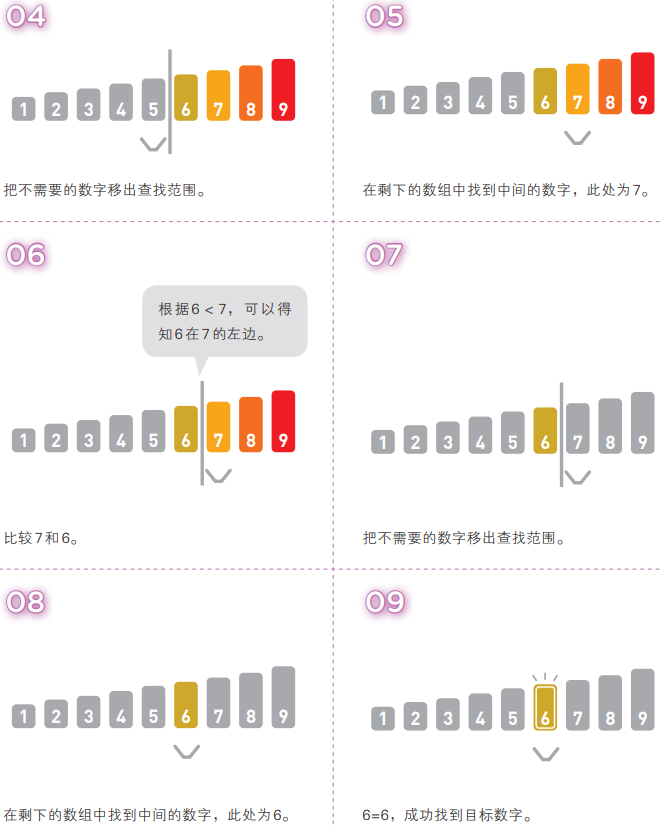 04
1 2 3 4 5 6 7 8 9
把不需要的数字移出查找范围。
05
1 2 3 4 5 6 7 8 9
在剩下的数组中找到中间的数字，此处为7。
06
根据6 < 7，可以得
知6在7的左边。
1 2 3 4 5 6 7 8 9
比较7和6。
07
1 2 3 4 5 6 7 8 9
把不需要的数字移出查找范围。
08
1 2 3 4 5 6 7 8 9
在剩下的数组中找到中间的数字，此处为6。
09
1 2 3 4 5 6 7 8 9
6=6，成功找到目标数字。